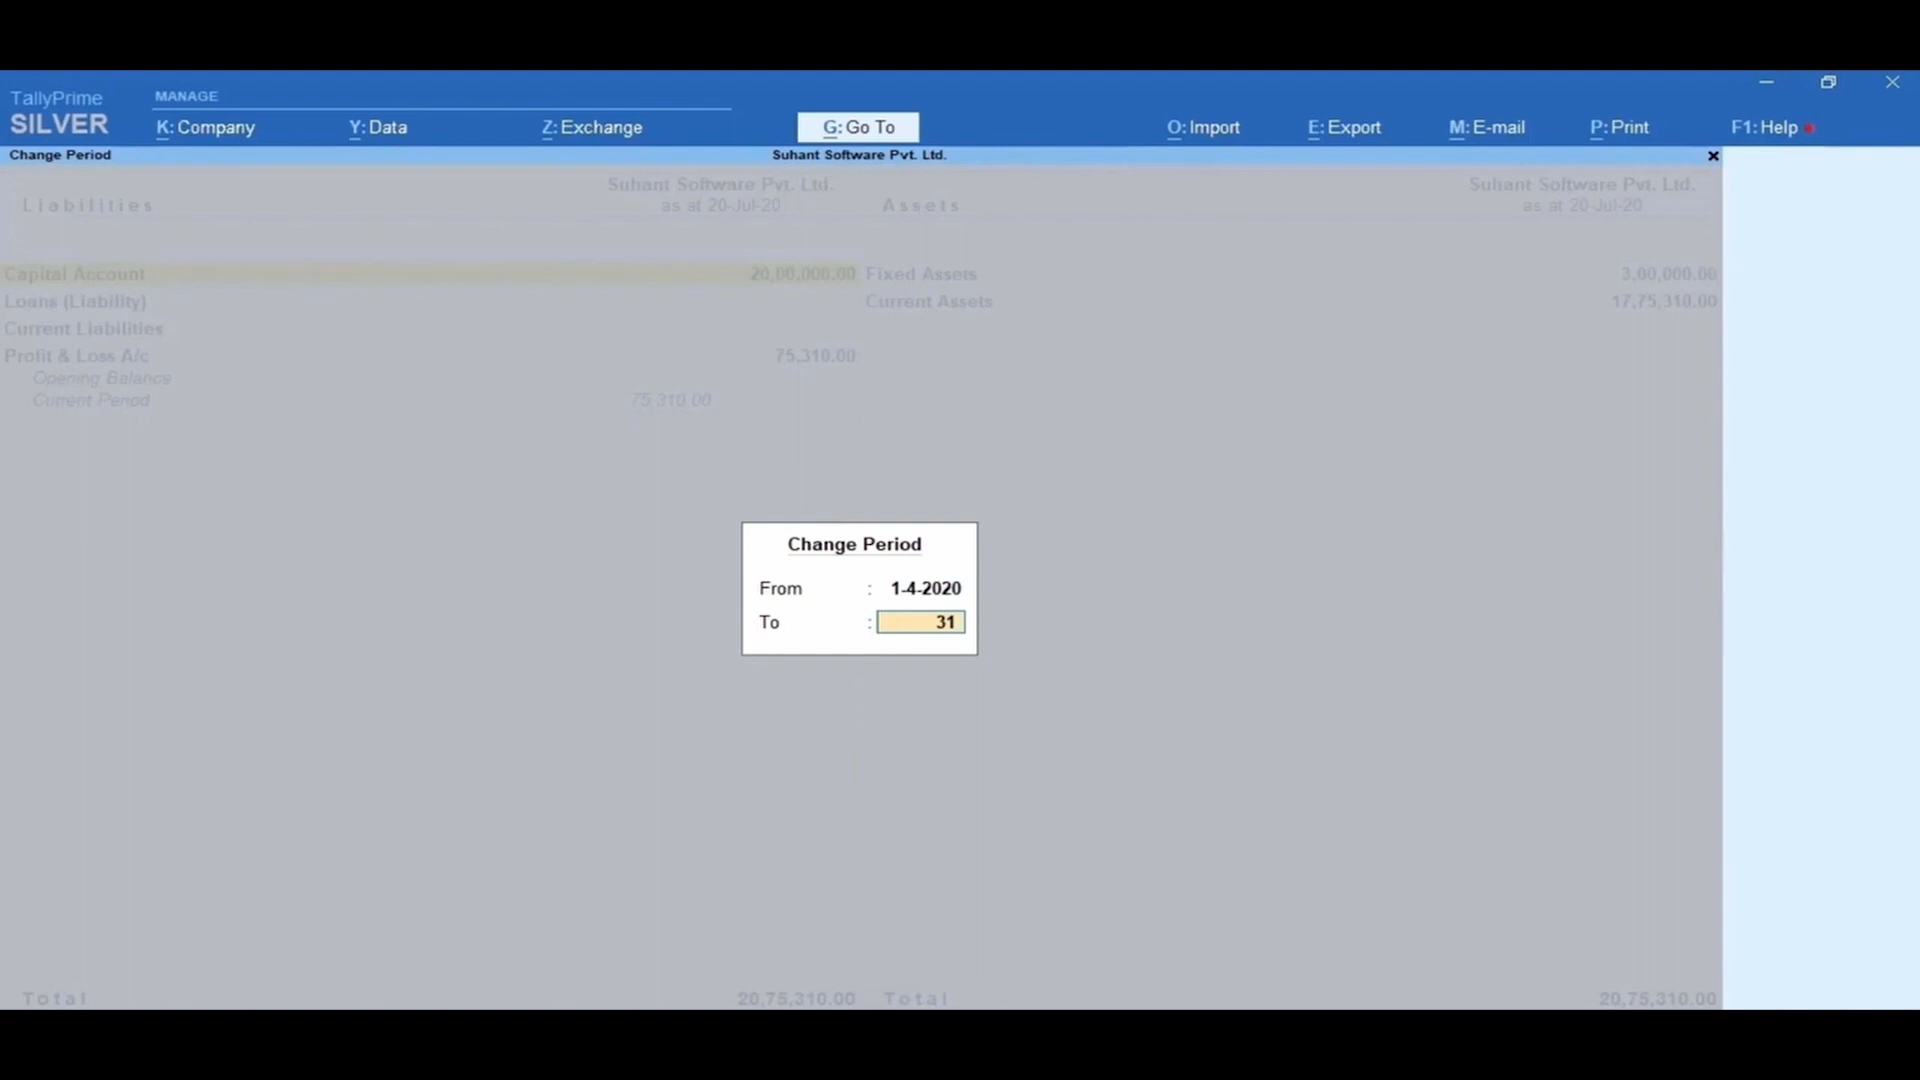 TallyPrime
SILVER
MANAGE
K: Company
Y: Data
Z: Exchange
G: Go To
O: Import
E: Export
M: E-mail
P: Print
F1: Help
Change Period
Suhant Software Pvt. Ltd.
Liabilities
Suhant Software Pvt. Ltd.
as at 20-Jul-20
Assets
Suhant Software Pvt. Ltd.
as at 20-Jul-20
Capital Account 20,00,000.00 Fixed Assets 3,00,000.00
Loans (Liability) Current Assets 17,75,310.00
Current Liabilities
Profit & Loss A/c 75,310.00
Opening Balance
Current Period 75,310.00
Change Period
From : 1-4-2020
To : 31
Total 20,75,310.00 Total 20,75,310.00